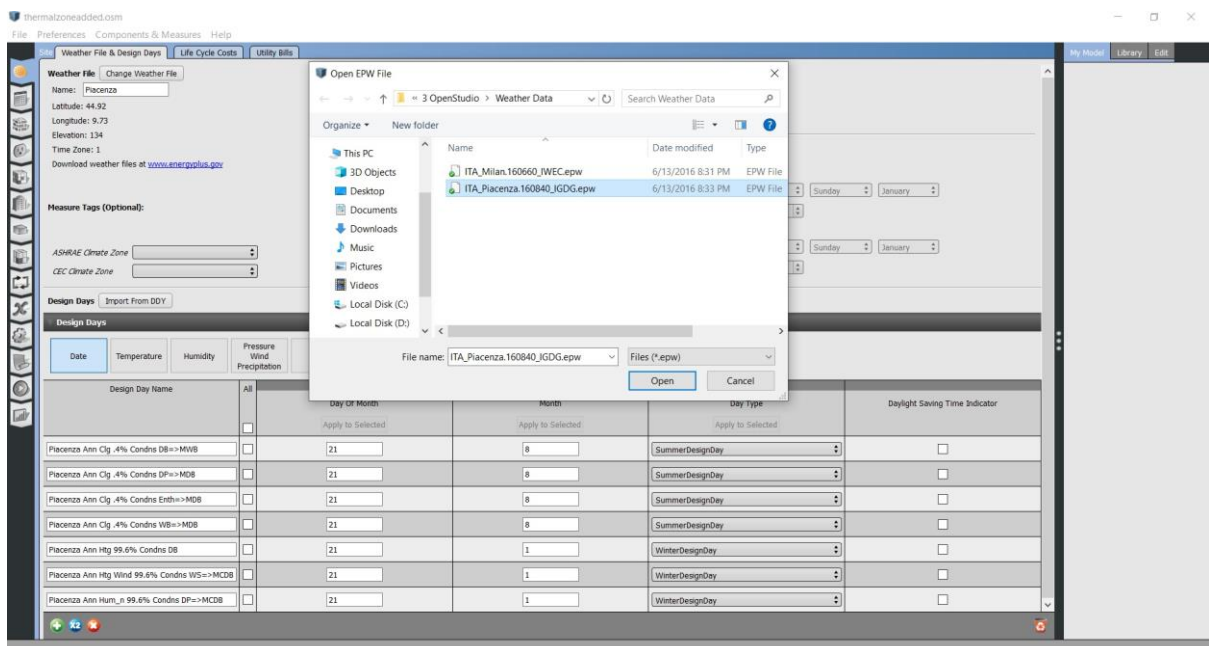 thermalzoneadded.osm
File Preferences Components & Measures Help
Site Weather File & Design Days Life Cycle Costs Utility Bills
My Model Library Edit
Weather File Change Weather File
Name: Piacenza
Latitude: 44.92
Longitude: 9.73
Elevation: 134
Time Zone: 1
Download weather files at www.energyplus.gov
Measure Tags (Optional):
ASHRAE Climate Zone
CEC Climate Zone
Design Days Import From DDY
Open EPW File
« 3 OpenStudio > Weather Data
Search Weather Data
Organize New folder
This PC
3D Objects
Desktop
Documents
Downloads
Music
Pictures
Videos
Local Disk (C:)
Local Disk (D:)
Name Date modified Type
ITA_Milan.160660_IWEC.epw 6/13/2016 8:31 PM EPW File
ITA_Piacenza.160840_IGDG.epw 6/13/2016 8:33 PM EPW File
File name: ITA_Piacenza.160840_IGDG.epw Files (*.epw)
Open Cancel
Sunday January
Sunday January
Design Days
Date Temperature Humidity Pressure
Wind
Precipitation
Design Day Name All Day Of Month Month Day Type Daylight Saving Time Indicator
Apply to Selected Apply to Selected Apply to Selected
Piacenza Ann Clg .4% Condns DB=>MWB 21 8 SummerDesignDay
Piacenza Ann Clg .4% Condns DP=>MDB 21 8 SummerDesignDay
Piacenza Ann Clg .4% Condns Enth=>MDB 21 8 SummerDesignDay
Piacenza Ann Clg .4% Condns WB=>MDB 21 8 SummerDesignDay
Piacenza Ann Htg 99.6% Condns DB 21 1 WinterDesignDay
Piacenza Ann Htg Wind 99.6% Condns WS=>MCDB 21 1 WinterDesignDay
Piacenza Ann Hum_n 99.6% Condns DP=>MCDB 21 1 WinterDesignDay
x2